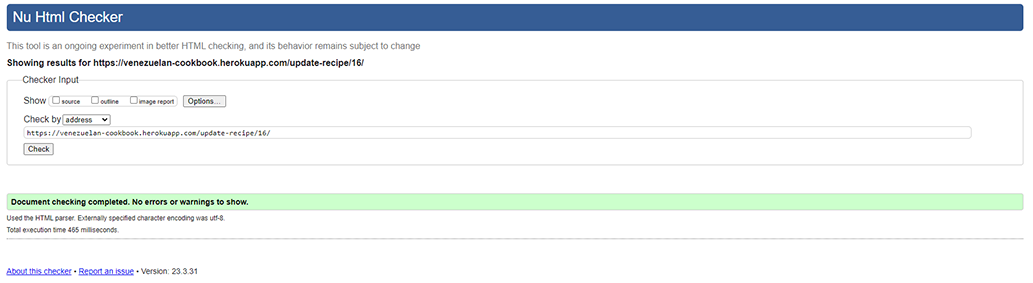 Nu Html Checker
This tool is an ongoing experiment in better HTML checking, and its behavior remains subject to change
Showing results for https://venezuelan-cookbook.herokuapp.com/update-recipe/16/
Checker Input
Show source outline image report Options...
Check by address
https://venezuelan-cookbook.herokuapp.com/update-recipe/16/
Check
Document checking completed. No errors or warnings to show.
Used the HTML parser. Externally specified character encoding was utf-8.
Total execution time 465 milliseconds.
About this checker • Report an issue • Version: 23.3.31